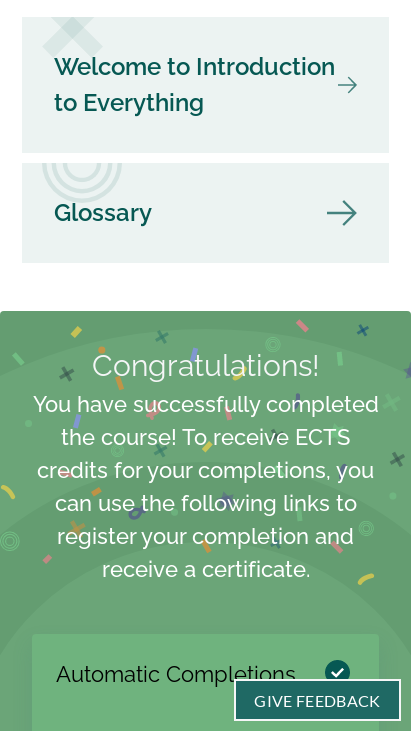 Welcome to Introduction
to Everything
Glossary
Congratulations!
You have successfully completed
the course! To receive ECTS
credits for your completions, you
can use the following links to
register your completion and
receive a certificate.
Automatic Completions
GIVE FEEDBACK